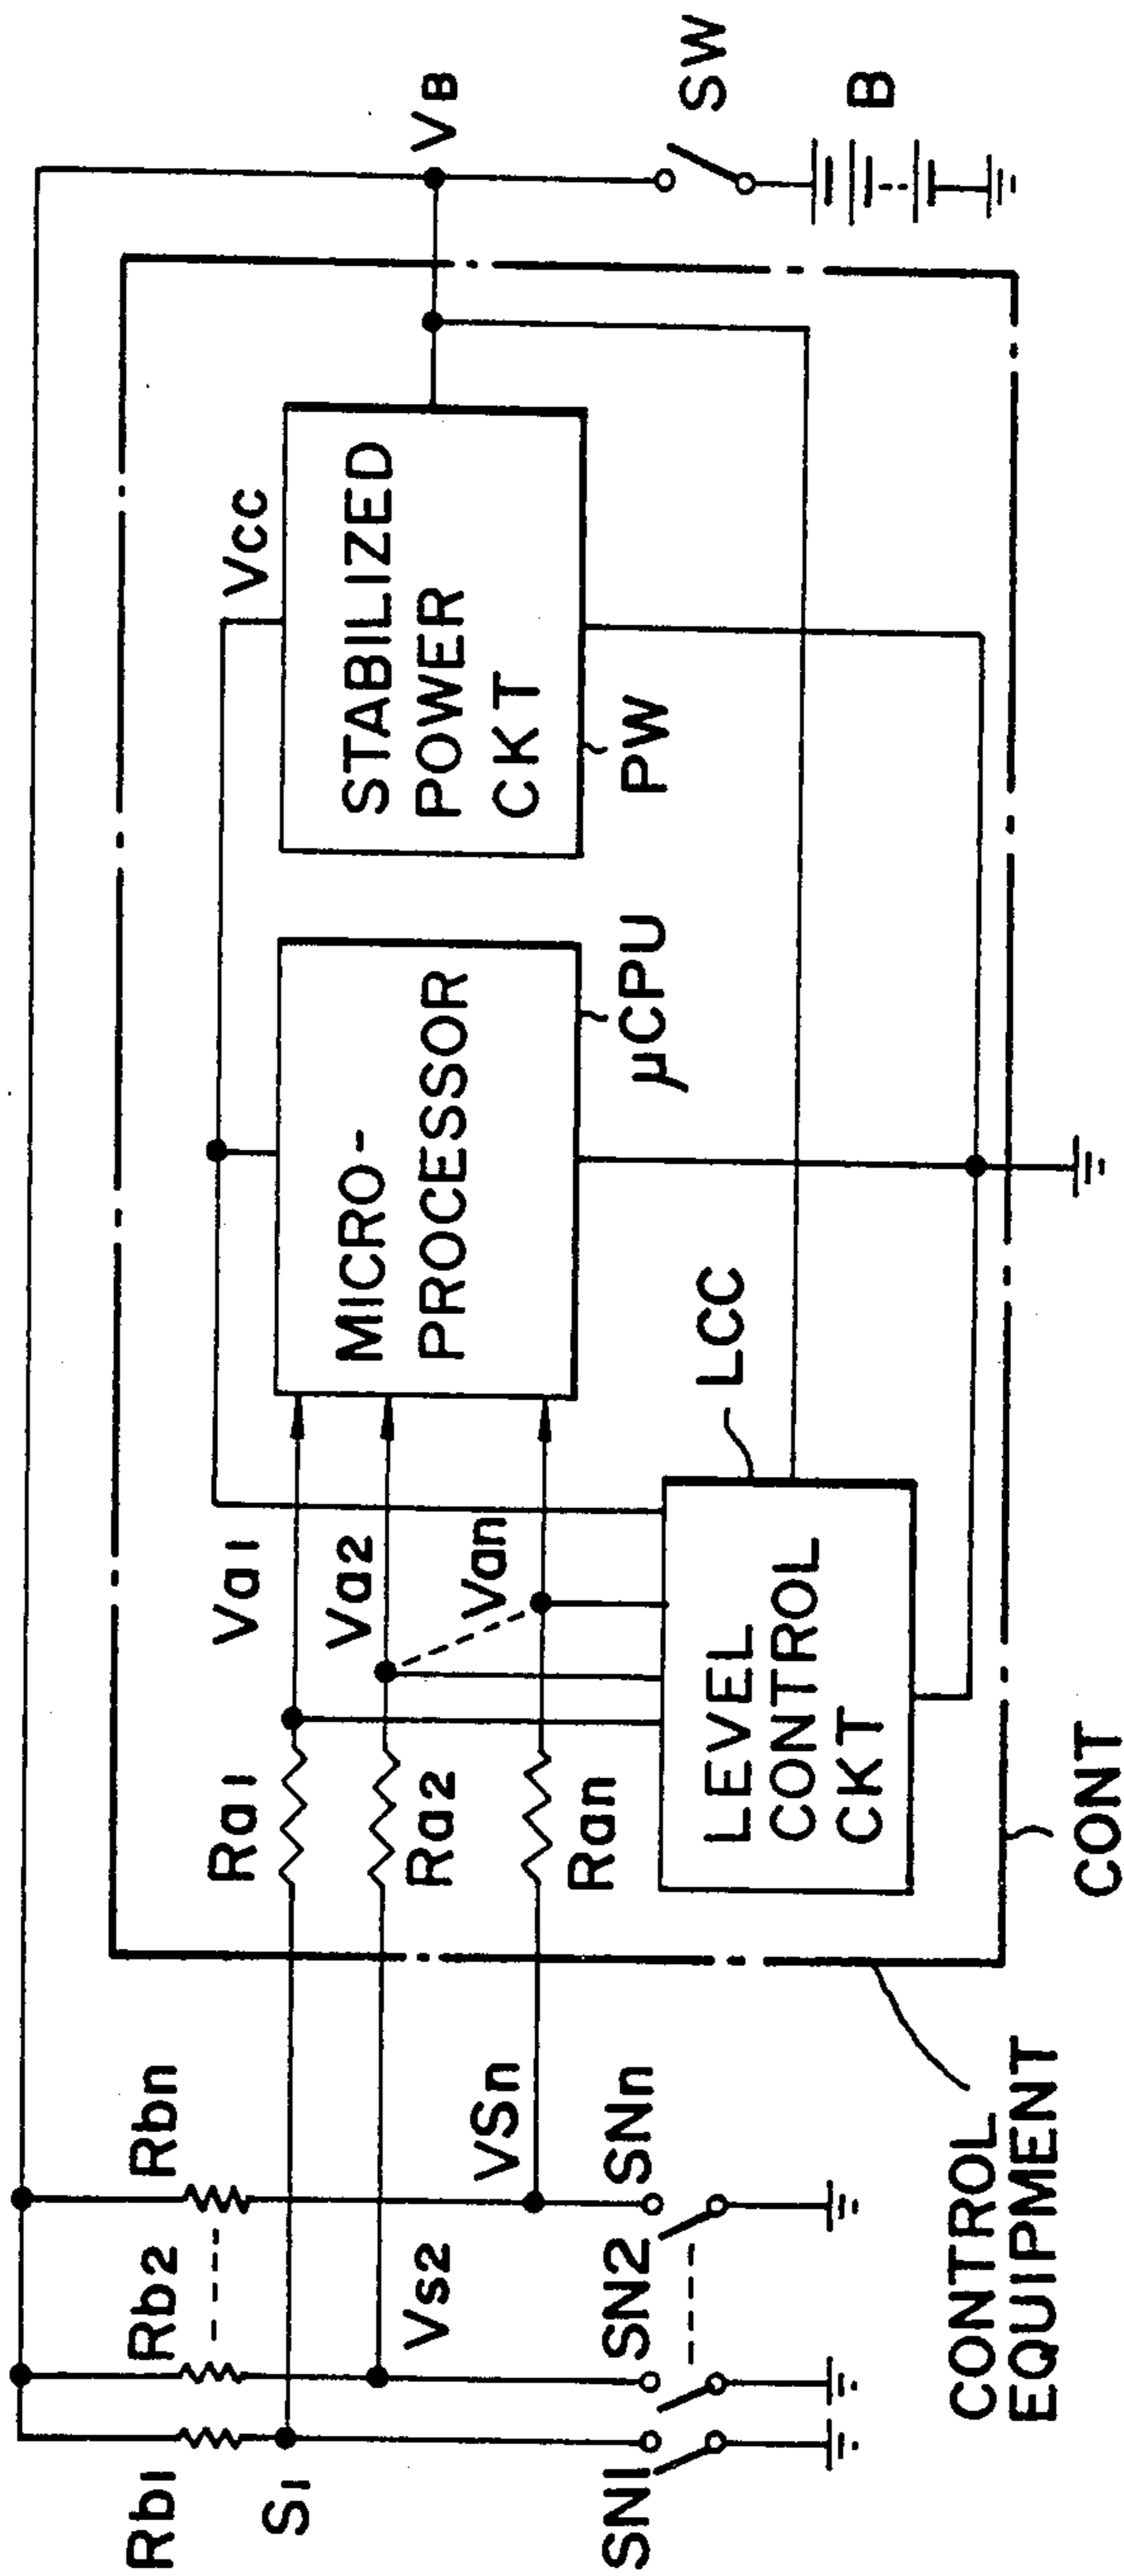 Rb1
Rb2
Rbn
S1
Vs2
VSn
SN1
SN2
SNn
Ra1
Ra2
Ran
Va1
Va2
Van
Vcc
VB
MICRO-
PROCESSOR
μCPU
STABILIZED
POWER
CKT
PW
LEVEL
CONTROL
CKT
LCC
SW
B
CONTROL
EQUIPMENT
CONT